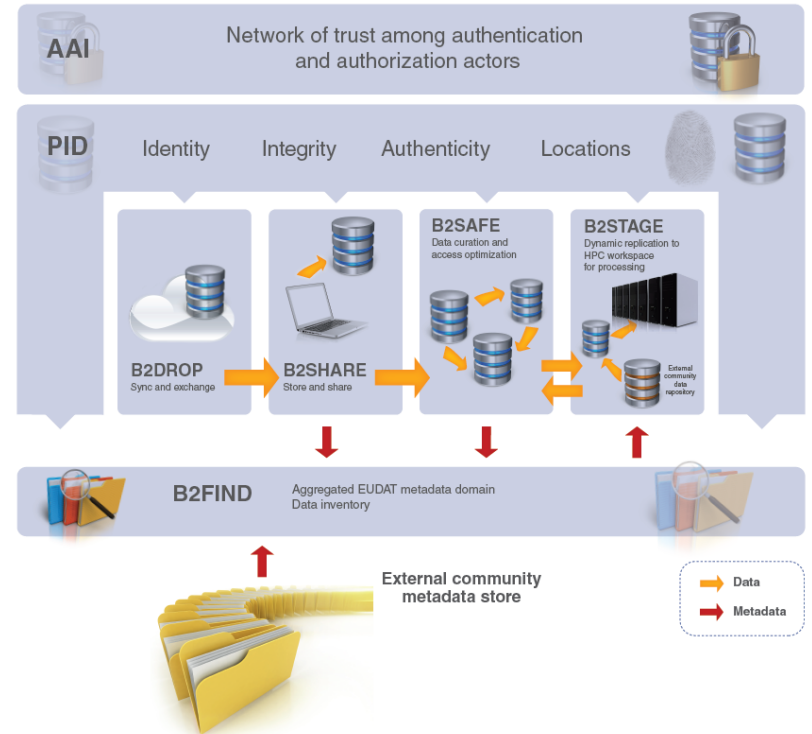 AAI
Network of trust among authentication
and authorization actors
PID
Identity
Integrity
Authenticity
Locations
B2DROP
Sync and exchange
B2SHARE
Store and share
B2SAFE
Data curation and
access optimization
B2STAGE
Dynamic replication to
HPC workspace
for processing
External
community
data
repository
B2FIND
Aggregated EUDAT metadata domain
Data inventory
External community
metadata store
Data
Metadata